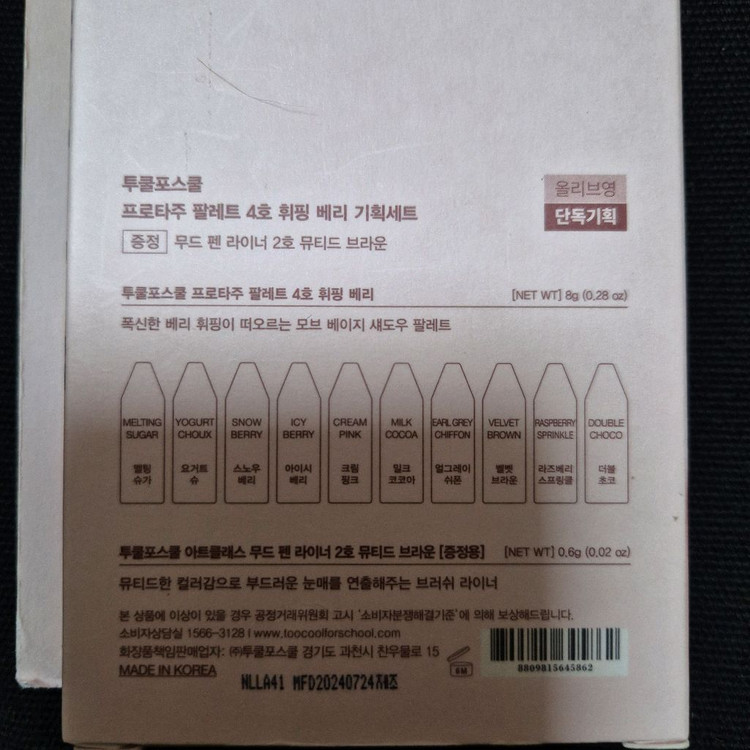 투쿨포스쿨
프로타주 팔레트 4호 휘핑 베리 기획세트
증정 무드 펜 라이너 2호 뮤티드 브라운
올리브영
단독기획
투쿨포스쿨 프로타주 팔레트 4호 휘핑 베리 [NET WT] 8g (0.28 oz)
폭신한 베리 휘핑이 떠오르는 모브 베이지 섀도우 팔레트
MELTING SUGAR 멜팅 슈가
YOGURT CHOUX 요거트 슈
SNOW BERRY 스노우 베리
ICY BERRY 아이시 베리
CREAM PINK 크림 핑크
MILK COCOA 밀크 코코아
EARL GREY CHIFFON 얼그레이 쉬폰
VELVET BROWN 벨벳 브라운
RASPBERRY SPRINKLE 라즈베리 스프링클
DOUBLE CHOCO 더블 초코
투쿨포스쿨 아트클래스 무드 펜 라이너 2호 뮤티드 브라운 [증정용] [NET WT] 0.6g (0.02 oz)
뮤티드한 컬러감으로 부드러운 눈매를 연출해주는 브러쉬 라이너
본 상품에 이상이 있을 경우 공정거래위원회 고시 '소비자분쟁해결기준'에 의해 보상해드립니다.
소비자상담실 1566-3128 I www.toocoolforschool.com
화장품책임판매업자: ㈜투쿨포스쿨 경기도 과천시 찬우물로 15
MADE IN KOREA
6M
8809815645862
NLLA41 MFD20240724제조